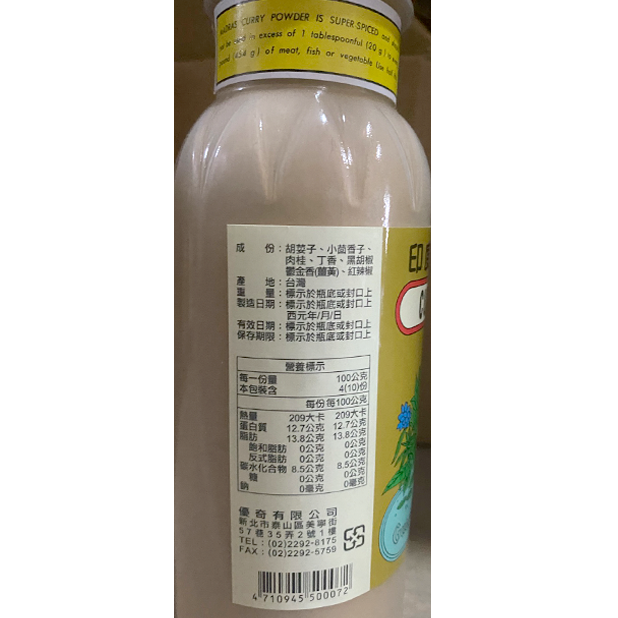 MADRAS CURRY POWDER IS SUPER SPICED and
may be used in excess of 1 tablespoonful (20 g) to
pound (454 g) of meat, fish or vegetable (Use half
成 份：胡荽子、小茴香子、
肉桂、丁香、黑胡椒
鬱金香(薑黃)、紅辣椒
產 地：台灣
重 量：標示於瓶底或封口上
製造日期：標示於瓶底或封口上
西元年/月/日
有效日期：標示於瓶底或封口上
保存期限：標示於瓶底或封口上
營養標示
每一份量 100公克
本包裝含 4(10)份
每份 每100公克
熱量 209大卡 209大卡
蛋白質 12.7公克 12.7公克
脂肪 13.8公克 13.8公克
飽和脂肪 0公克 0公克
反式脂肪 0公克 0公克
碳水化合物 8.5公克 8.5公克
糖 0公克 0公克
鈉 0毫克 0毫克
優奇有限公司
新北市泰山區美寧街
57巷35弄2號1樓
TEL：(02)2292-8175
FAX：(02)2292-5759
4 710945 500072
印